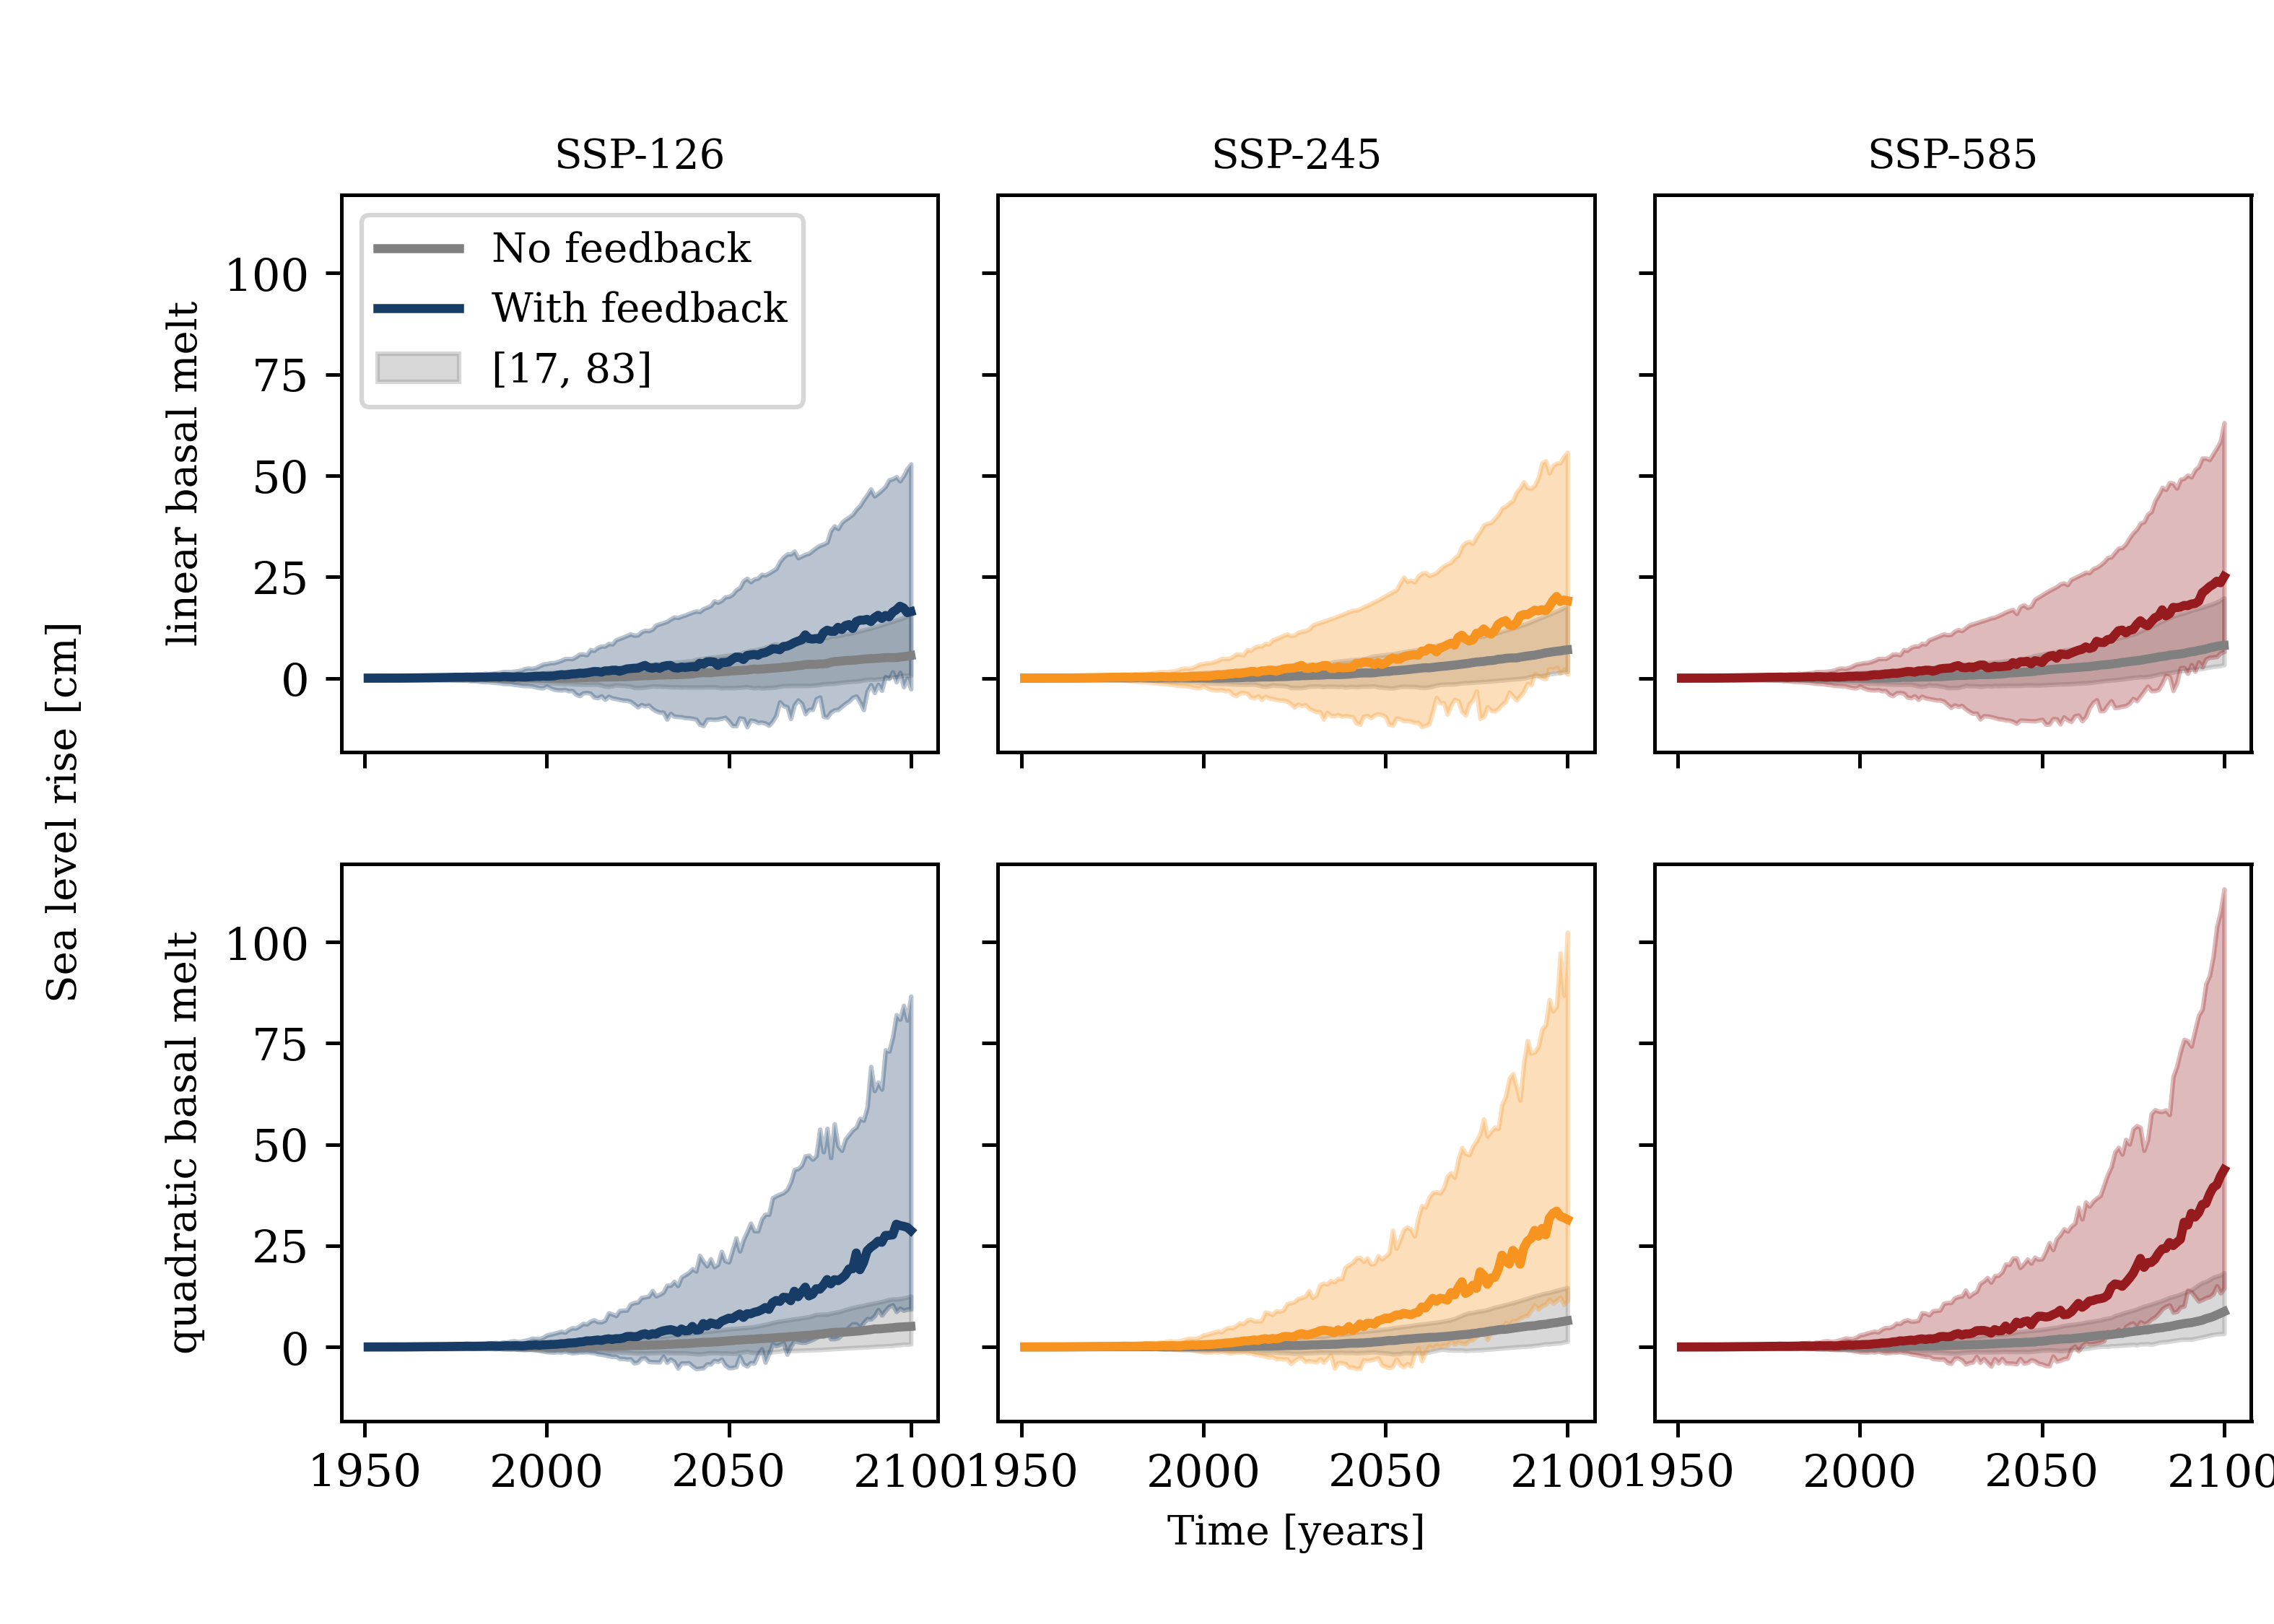 SSP-126
SSP-245
SSP-585
No feedback
With feedback
[17, 83]
linear basal melt
100
75
50
25
0
Sea level rise [cm]
quadratic basal melt
100
75
50
25
0
1950 2000 2050 2100
1950 2000 2050 2100
1950 2000 2050 2100
Time [years]